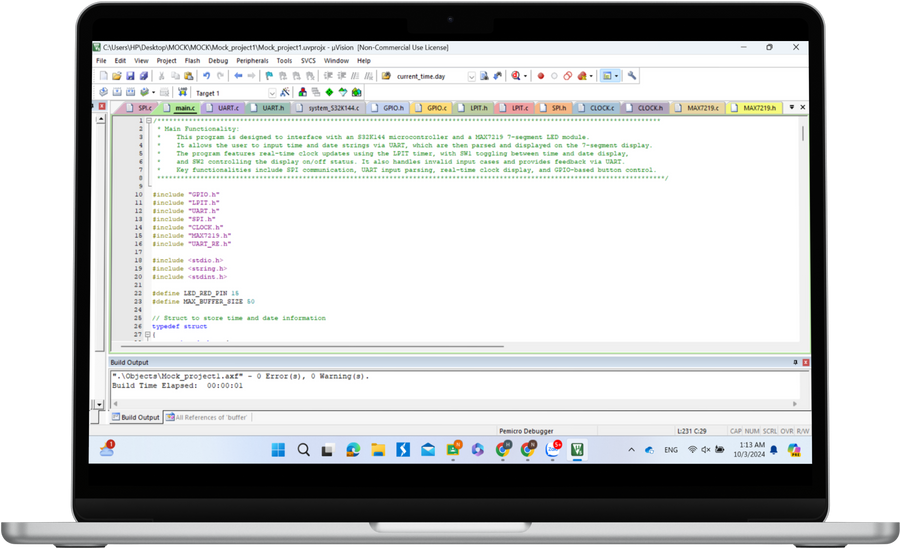 C:\Users\HP\Desktop\MOCK\MOCK\Mock_project1\Mock_project1.uvprojx - µVision [Non-Commercial Use License]
File Edit View Project Flash Debug Peripherals Tools SVCS Window Help
current_time.day
Target 1
SPI.c main.c UART.c UART.h system_S32K144.c GPIO.h GPIO.c LPIT.h LPIT.c SPI.h CLOCK.c CLOCK.h MAX7219.c MAX7219.h
1 /***
2 * Main Functionality:
3 * This program is designed to interface with an S32K144 microcontroller and a MAX7219 7-segment LED module.
4 * It allows the user to input time and date strings via UART, which are then parsed and displayed on the 7-segment display.
5 * The program features real-time clock updates using the LPIT timer, with SW1 toggling between time and date display,
6 * and SW2 controlling the display on/off status. It also handles invalid input cases and provides feedback via UART.
7 * Key functionalities include SPI communication, UART input parsing, real-time clock display, and GPIO-based button control.
8 ***/
9
10 #include "GPIO.h"
11 #include "LPIT.h"
12 #include "UART.h"
13 #include "SPI.h"
14 #include "CLOCK.h"
15 #include "MAX7219.h"
16 #include "UART_RE.h"
17
18 #include <stdio.h>
19 #include <string.h>
20 #include <stdint.h>
21
22 #define LED_RED_PIN 15
23 #define MAX_BUFFER_SIZE 50
24
25 // Struct to store time and date information
26 typedef struct
27 {
Build Output
".\Objects\Mock_project1.axf" - 0 Error(s), 0 Warning(s).
Build Time Elapsed: 00:00:01
Build Output All References of 'buffer'
Pemicro Debugger L:231 C:29 CAP NUM SCRL OVR R/W
1 ENG 1:13 AM
10/3/2024